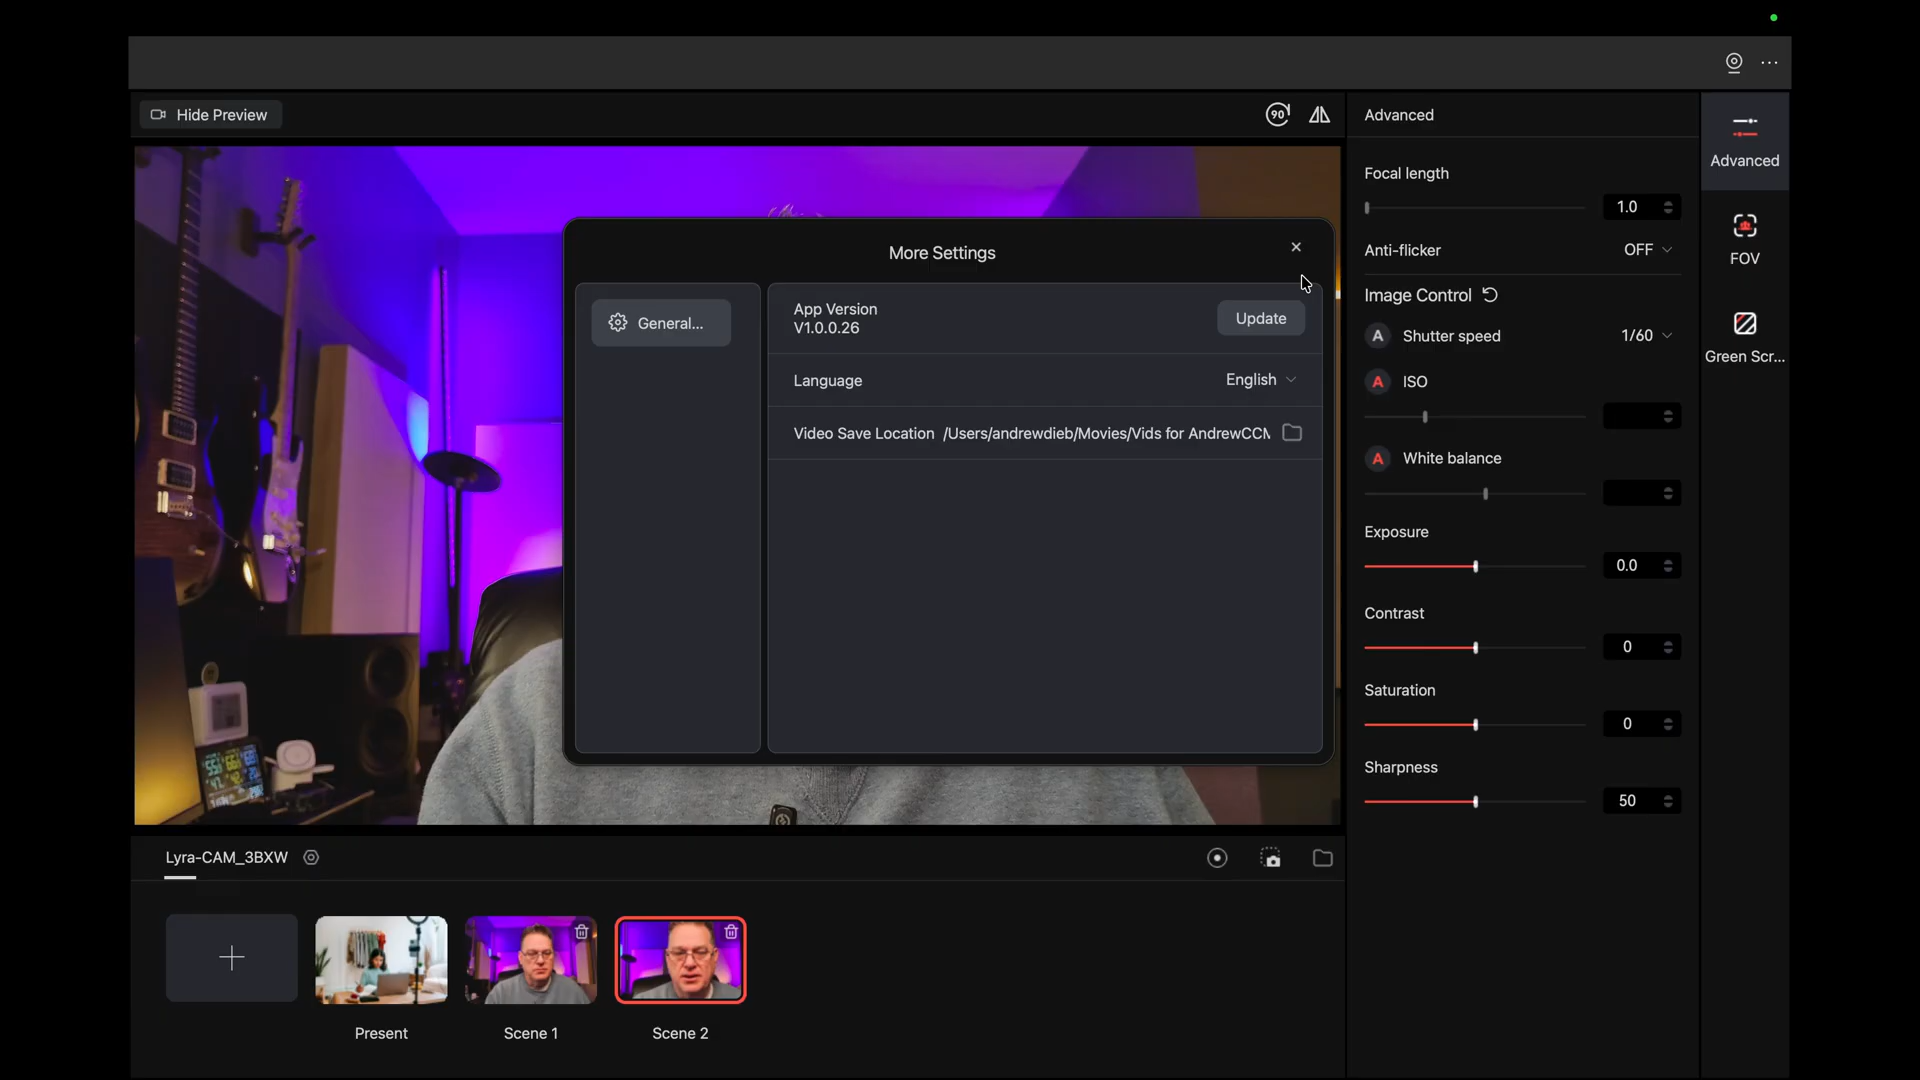 Hide Preview
90
Advanced
Advanced
Focal length
1.0
Anti-flicker
OFF
FOV
Image Control
A Shutter speed
1/60
Green Scr...
A ISO
A White balance
Exposure
0.0
Contrast
0
Saturation
0
Sharpness
50
More Settings
General...
App Version
V1.0.0.26
Update
Language
English
Video Save Location /Users/andrewdieb/Movies/Vids for AndrewCCM
Lyra-CAM_3BXW
Present
Scene 1
Scene 2